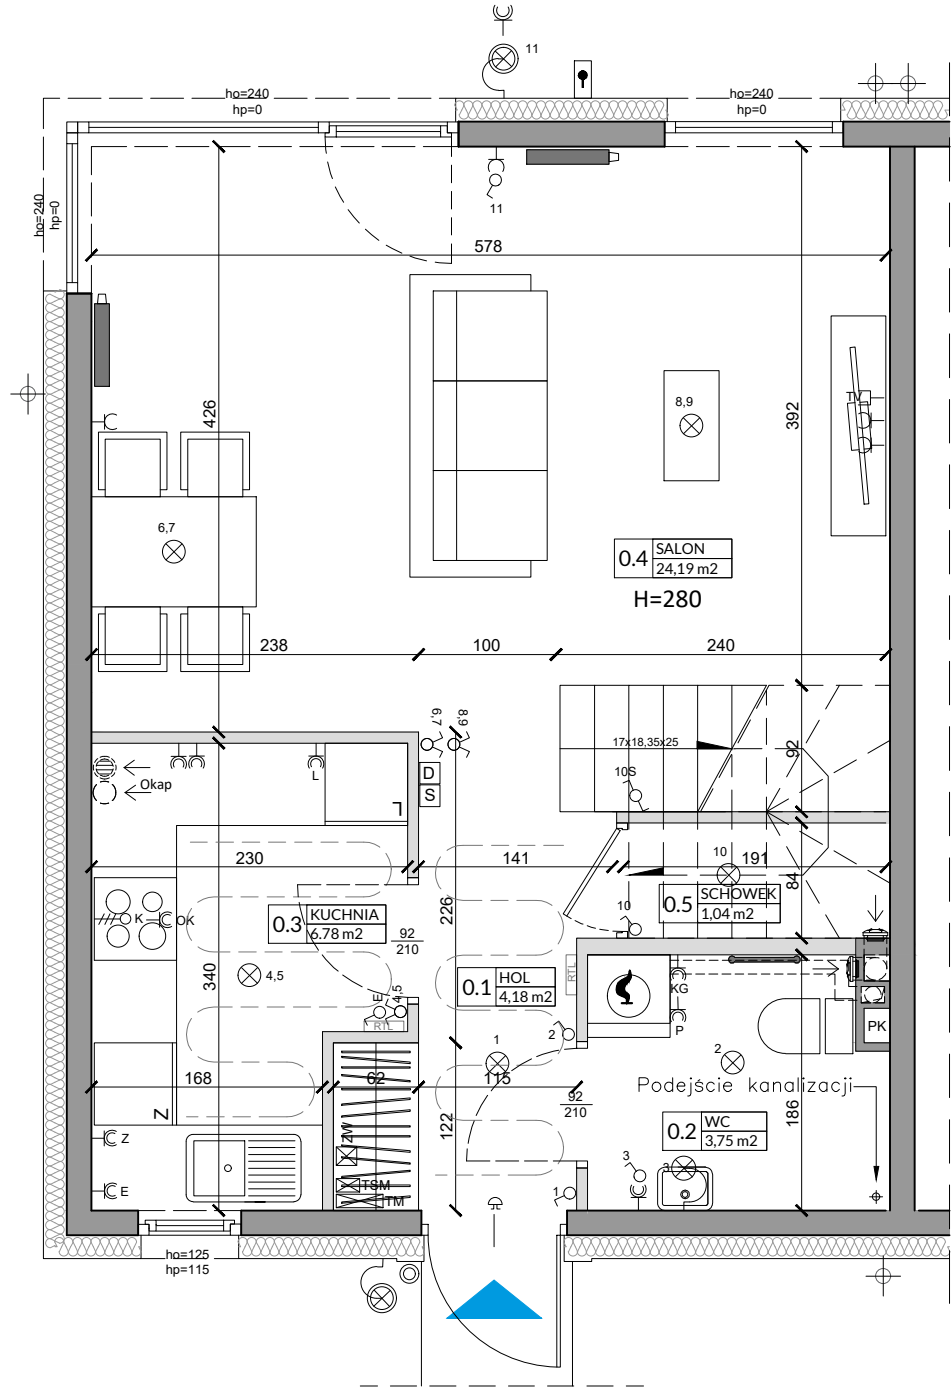 11
ho=240
hp=0
ho=240
hp=0
ho=240
hp=0
11
578
426
392
8,9
TV
6,7
0.4 SALON
24,19 m2
H=280
238
100
240
6,7
8,9
17x18,35x25
92
10S
D
S
L
Okap
230
141
191
10
84
K
OK
0.3 KUCHNIA
6.78 m2
92
210
226
10
0.5 SCHOWEK
1,04 m2
340
4,5
0.1 HOL
4,18 m2
RTL
KG
P
E
4,5
RTL
2
1
2
PK
168
62
115
Podejście kanalizacji
92
210
122
186
0.2 WC
3,75 m2
Z
ZW
Z
3
3
TSM
TM
E
1
ho=125
hp=115